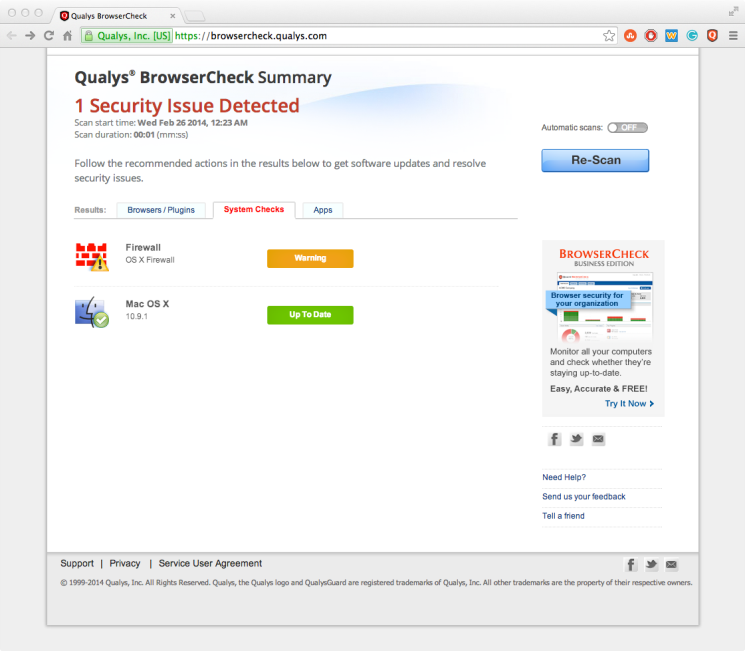 Qualys BrowserCheck
Qualys, Inc. [US] https://browsercheck.qualys.com
Qualys® BrowserCheck Summary
1 Security Issue Detected
Scan start time: Wed Feb 26 2014, 12:23 AM
Scan duration: 00:01 (mm:ss)
Automatic scans: OFF
Re-Scan
Follow the recommended actions in the results below to get software updates and resolve
security issues.
Results: Browsers / Plugins System Checks Apps
Firewall
OS X Firewall
Warning
Mac OS X
10.9.1
Up To Date
BROWSERCHECK
BUSINESS EDITION
Browser security for
your organization
Monitor all your computers
and check whether they're
staying up-to-date.
Easy, Accurate & FREE!
Try It Now
Need Help?
Send us your feedback
Tell a friend
Support | Privacy | Service User Agreement
© 1999-2014 Qualys, Inc. All Rights Reserved. Qualys, the Qualys logo and QualysGuard are registered trademarks of Qualys, Inc. All other trademarks are the property of their respective owners.